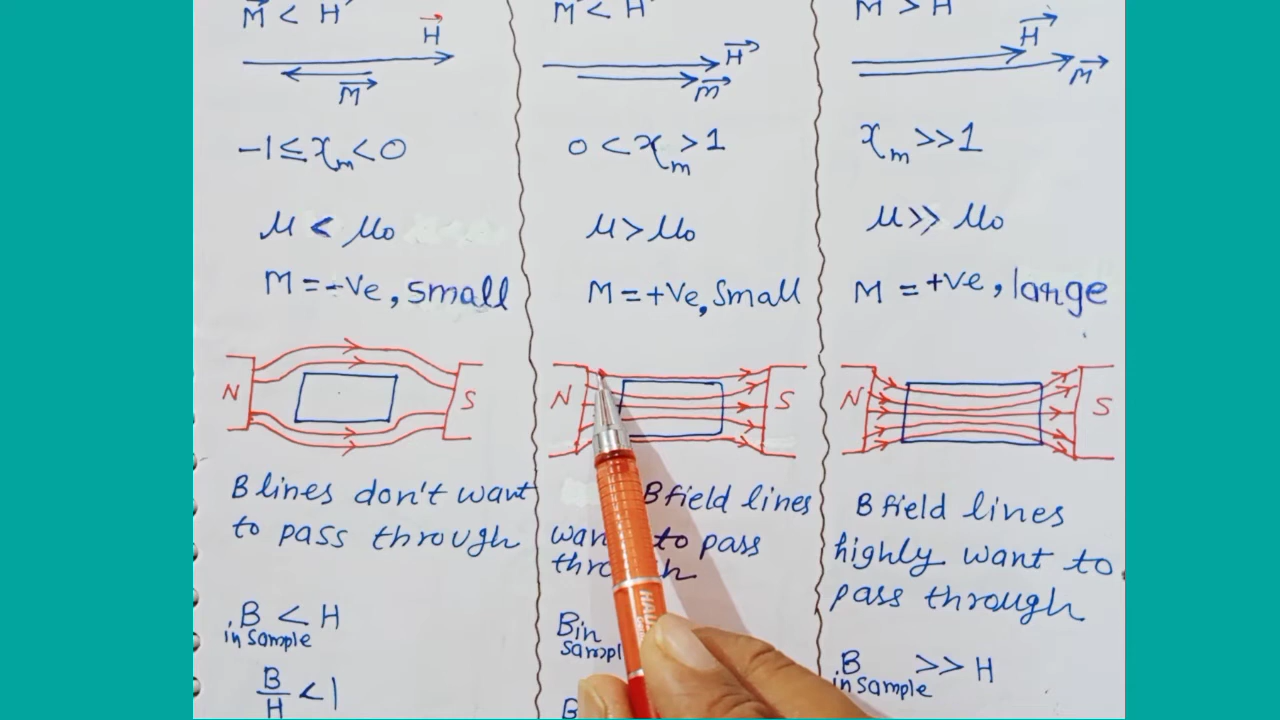 M < H
H
M
-1 ≤ χm < 0
μ < μ0
M = -Ve, small
N
S
B lines don't want
to pass through
B < H
in sample
B/H < 1
M < H
H
M
0 < χm > 1
μ > μ0
M = +Ve, small
N
S
B field lines
to pass
Bin
B
M > H
H
M
χm >> 1
μ >> μ0
M = +Ve, large
N
S
B field lines
highly want to
pass through
B >> H
in sample